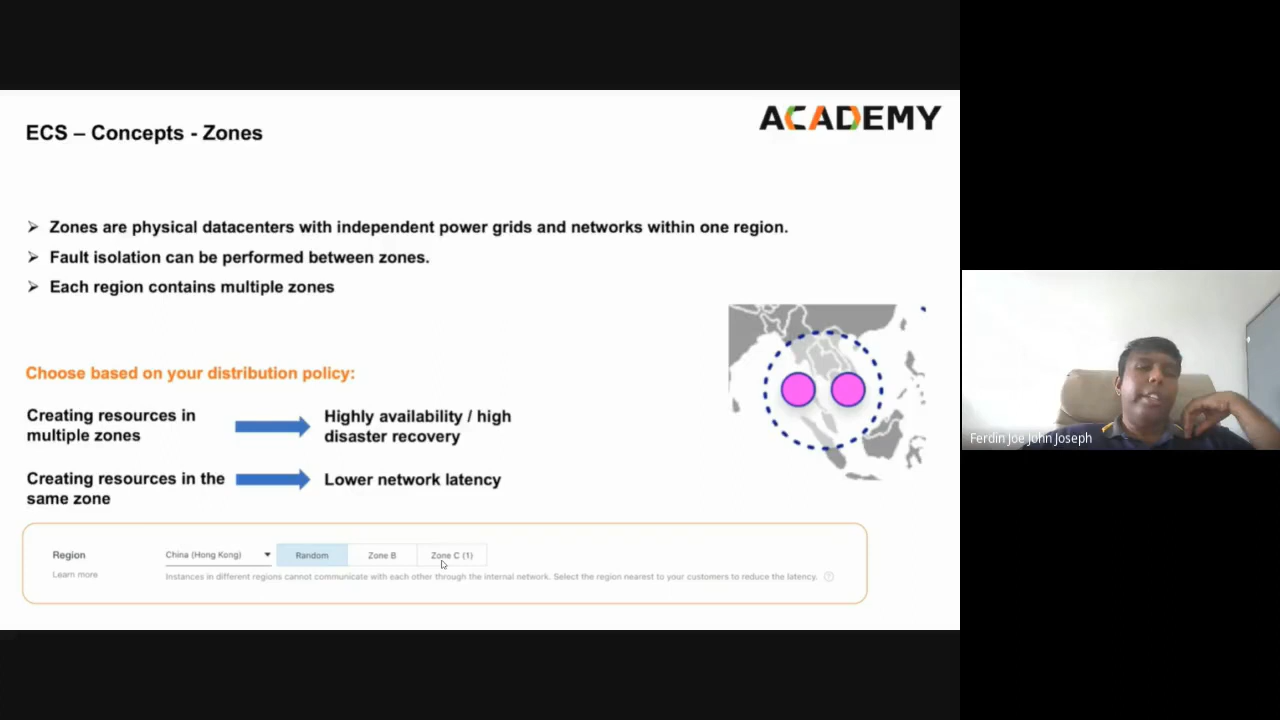 ACADEMY
ECS – Concepts - Zones
Zones are physical datacenters with independent power grids and networks within one region.
Fault isolation can be performed between zones.
Each region contains multiple zones
Choose based on your distribution policy:
Creating resources in
multiple zones
Highly availability / high
disaster recovery
Creating resources in the
same zone
Lower network latency
Region
China (Hong Kong)
Random
Zone B
Zone C (1)
Learn more
Instances in different regions cannot communicate with each other through the internal network. Select the region nearest to your customers to reduce the latency.
Ferdin Joe John Joseph